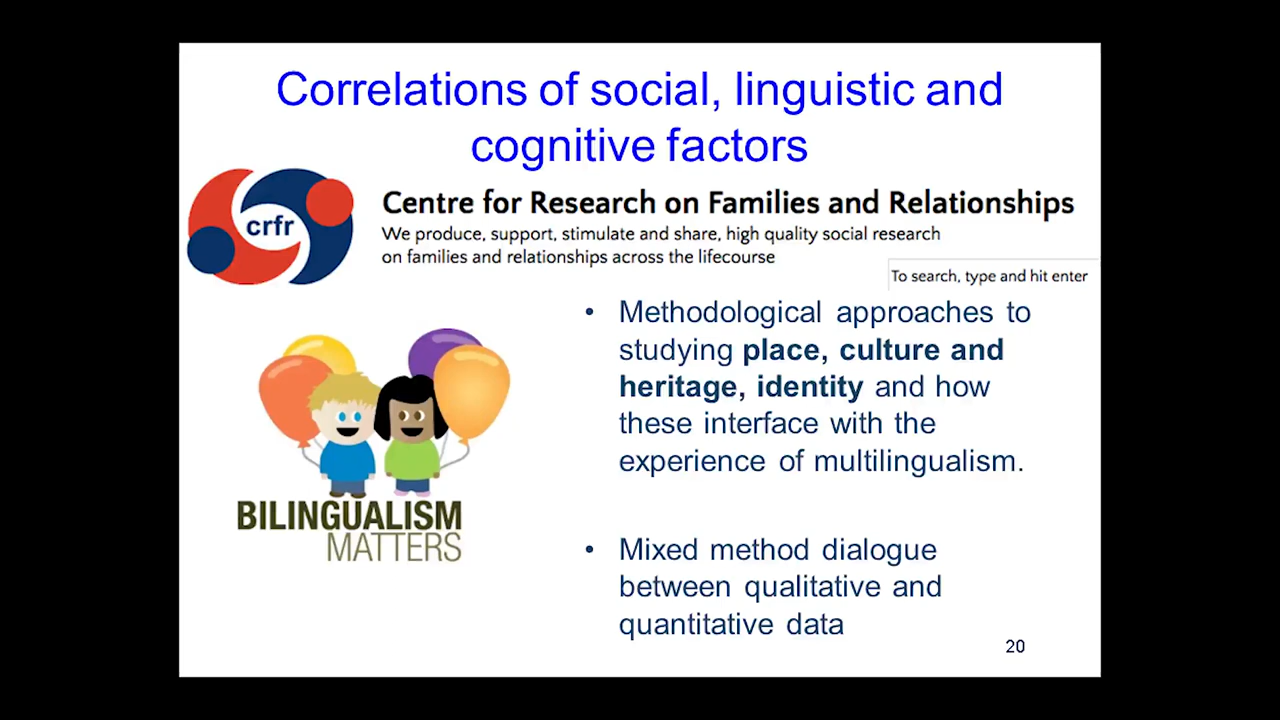 Correlations of social, linguistic and
cognitive factors
crfr
Centre for Research on Families and Relationships
We produce, support, stimulate and share, high quality social research
on families and relationships across the lifecourse
To search, type and hit enter
• Methodological approaches to
studying place, culture and
heritage, identity and how
these interface with the
experience of multilingualism.
BILINGUALISM
MATTERS
• Mixed method dialogue
between qualitative and
quantitative data
20